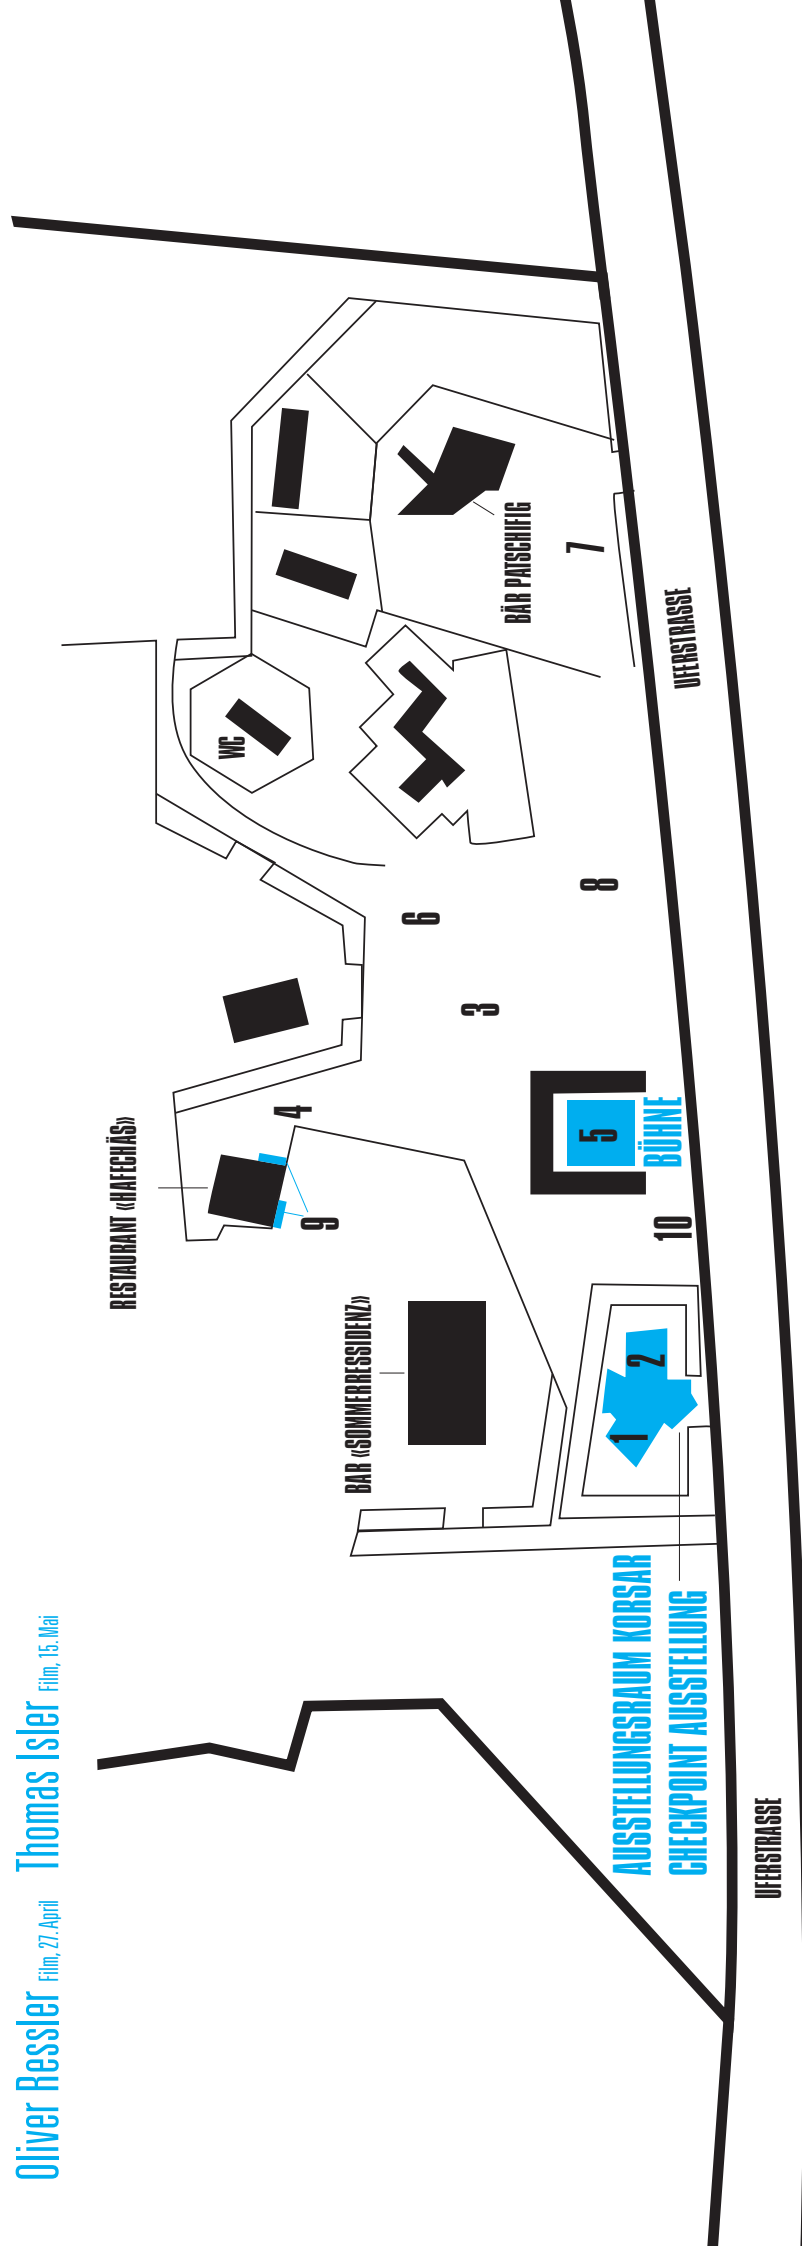 Oliver Ressler Film, 27. April Thomas Isler Film, 15. Mai
RESTAURANT «HAFECHÄS»
WC
4
9
BAR «SOMMERRESSIDENZ»
6
3
BÄR PATSCHIFIG
7
8
5
BÜHNE
10
1
2
AUSSTELLUNGSRAUM KORSAR
CHECKPOINT AUSSTELLUNG
UFERSTRASSE
UFERSTRASSE